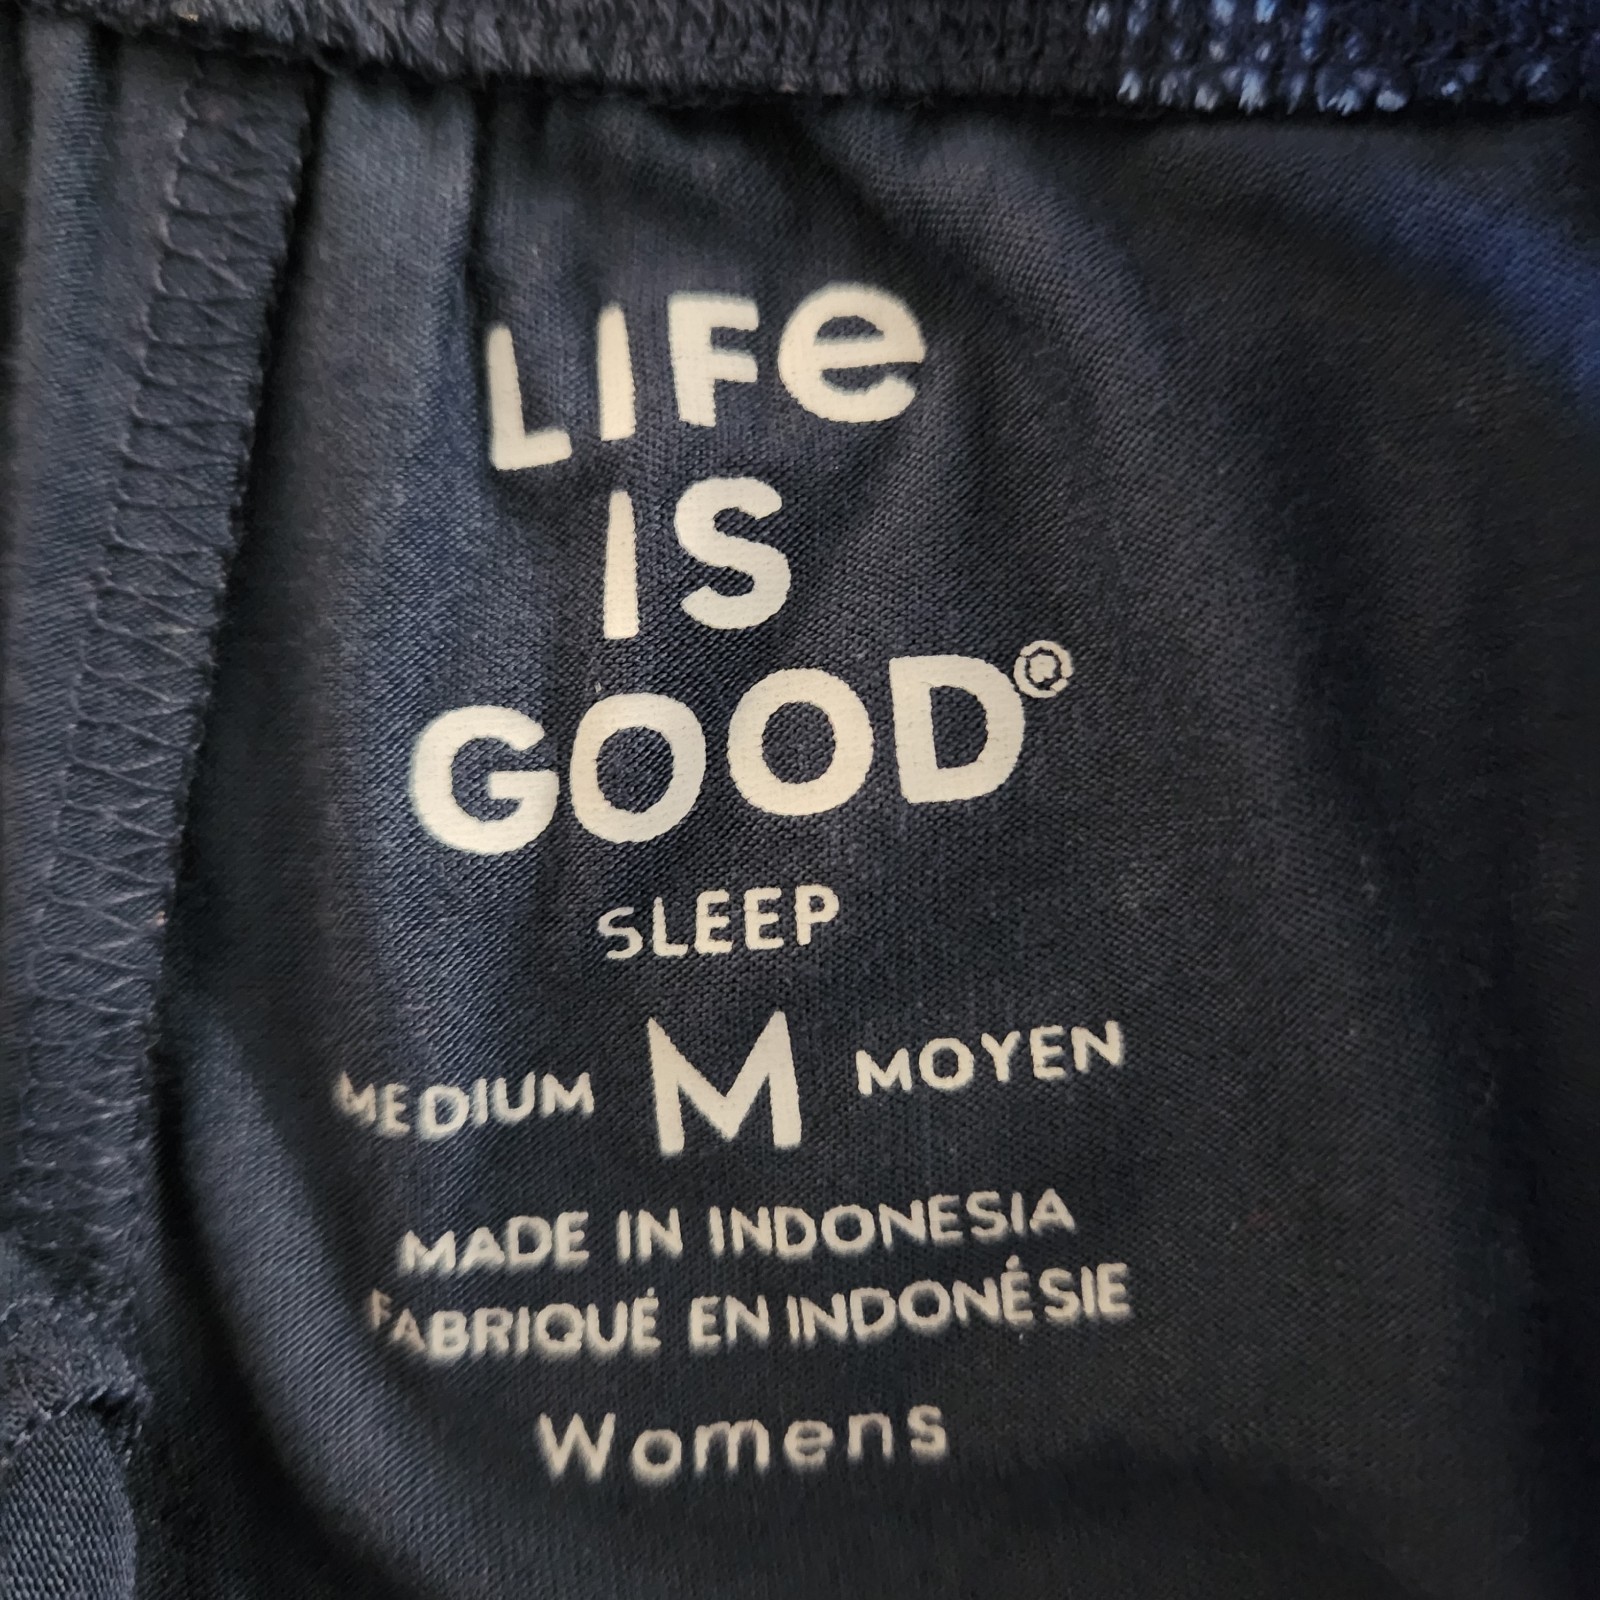 LIFe
IS
GOOD®
SLEEP
MEDIUM M MOYEN
MADE IN INDONESIA
FABRIQUÉ EN INDONÉSIE
Womens